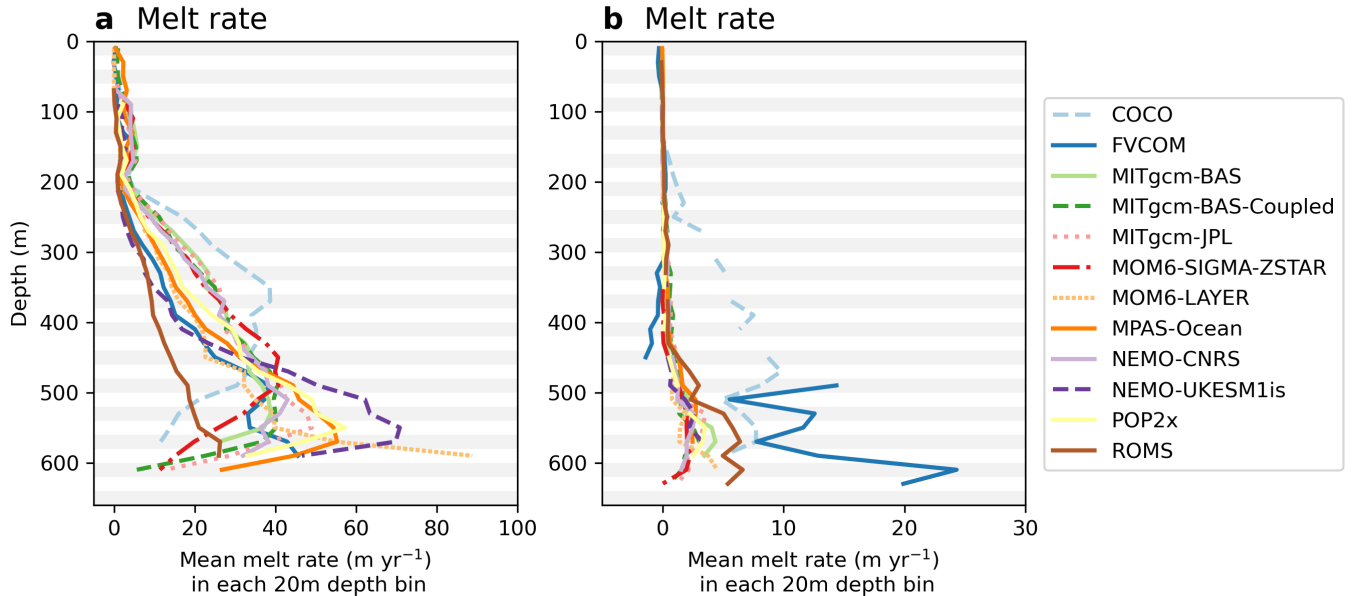 a Melt rate
b Melt rate
0
100
200
300
400
500
600
Depth (m)
0 20 40 60 80 100
Mean melt rate (m yr⁻¹)
in each 20m depth bin
0
100
200
300
400
500
600
0 10 20 30
Mean melt rate (m yr⁻¹)
in each 20m depth bin
COCO
FVCOM
MITgcm-BAS
MITgcm-BAS-Coupled
MITgcm-JPL
MOM6-SIGMA-ZSTAR
MOM6-LAYER
MPAS-Ocean
NEMO-CNRS
NEMO-UKESM1is
POP2x
ROMS